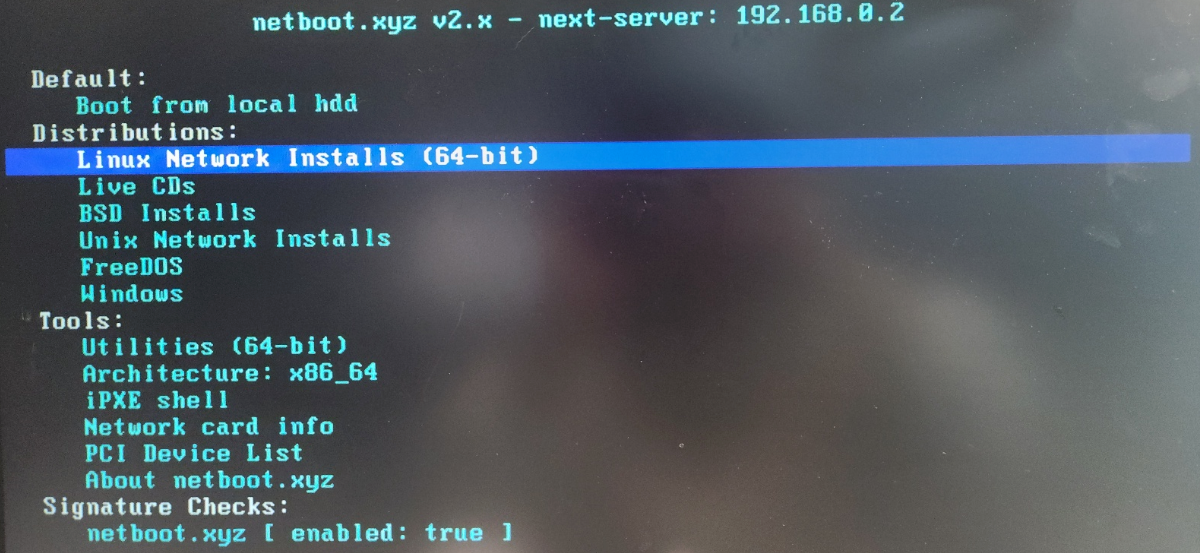 netboot.xyz v2.x - next-server: 192.168.0.2
Default:
Boot from local hdd
Distributions:
Linux Network Installs (64-bit)
Live CDs
BSD Installs
Unix Network Installs
FreeDOS
Windows
Tools:
Utilities (64-bit)
Architecture: x86_64
iPXE shell
Network card info
PCI Device List
About netboot.xyz
Signature Checks:
netboot.xyz [ enabled: true ]